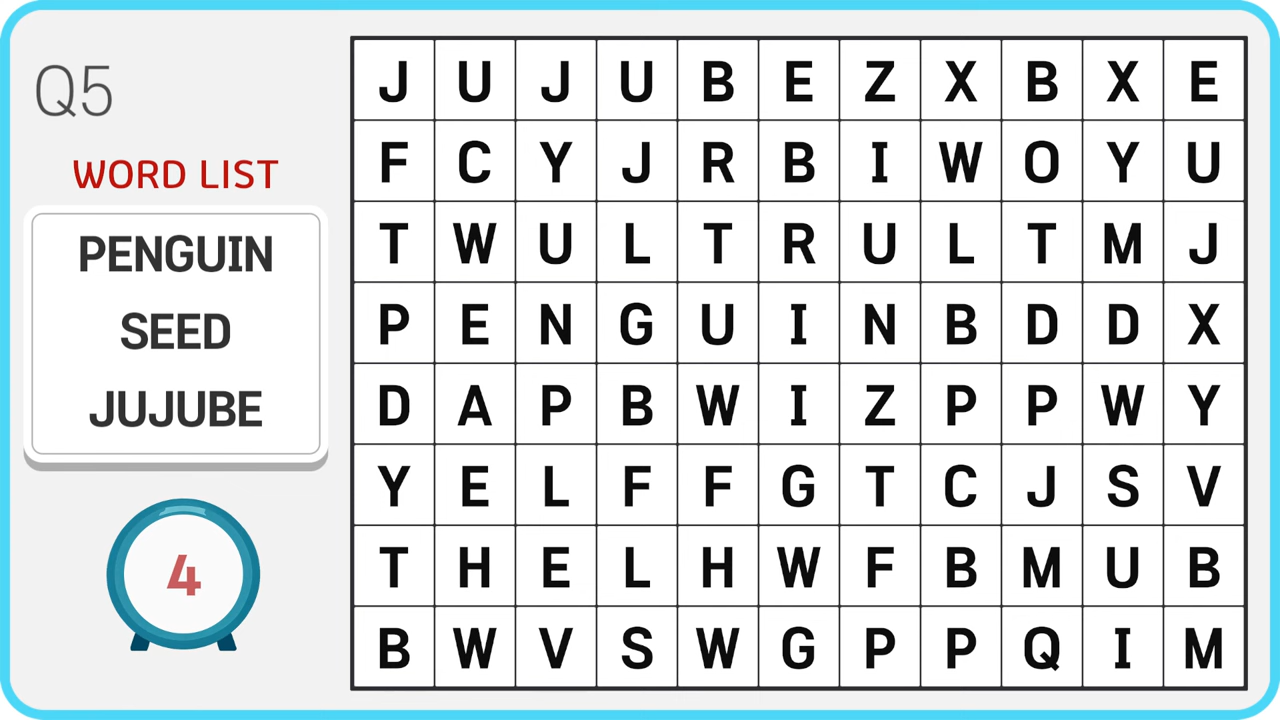 Q5
WORD LIST
PENGUIN
SEED
JUJUBE
4
J U J U B E Z X B X E
F C Y J R B I W O Y U
T W U L T R U L T M J
P E N G U I N B D D X
D A P B W I Z P P W Y
Y E L F F G T C J S V
T H E L H W F B M U B
B W V S W G P P Q I M